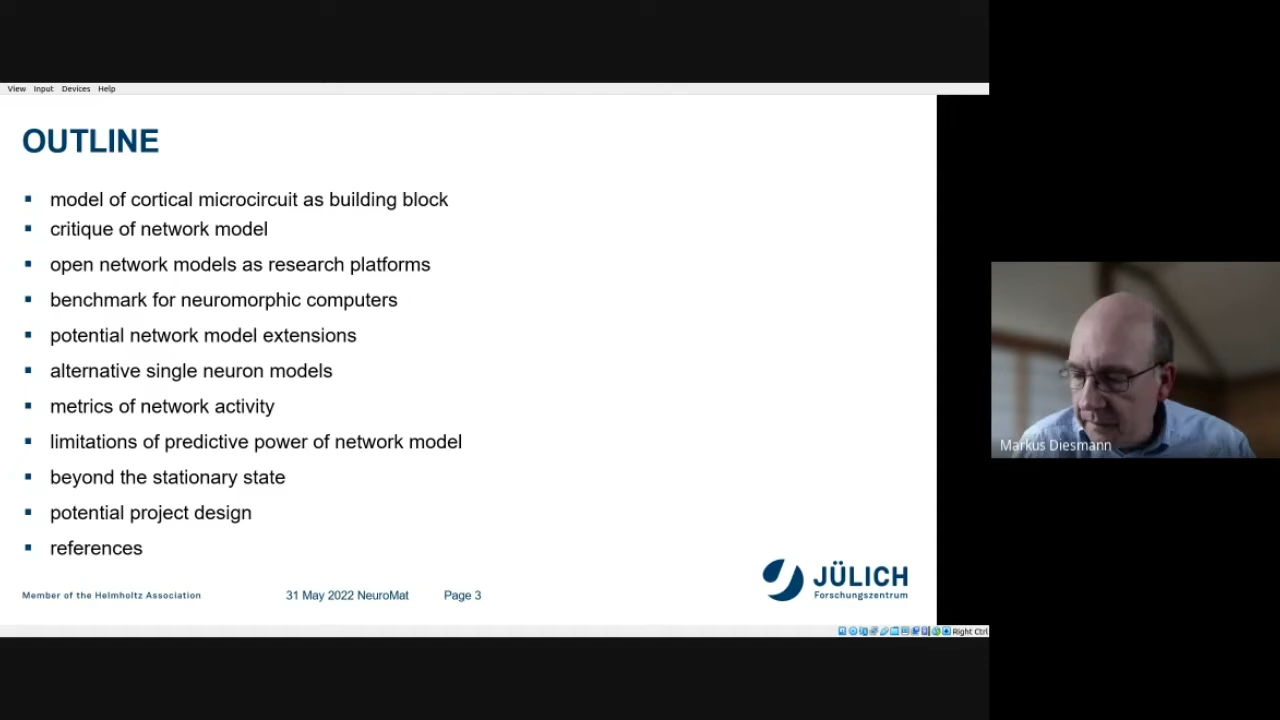 View Input Devices Help
OUTLINE
▪ model of cortical microcircuit as building block
▪ critique of network model
▪ open network models as research platforms
▪ benchmark for neuromorphic computers
▪ potential network model extensions
▪ alternative single neuron models
▪ metrics of network activity
▪ limitations of predictive power of network model
▪ beyond the stationary state
▪ potential project design
▪ references
Markus Diesmann
JÜLICH
Forschungszentrum
Member of the Helmholtz Association 31 May 2022 NeuroMat Page 3
Right Ctrl